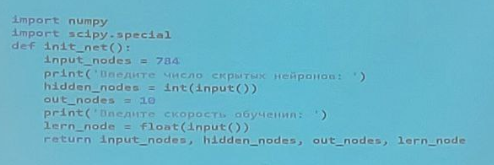 import numpy
import scipy.special
def init_net():
    input_nodes = 784
    print('Введите число скрытых нейронов: ')
    hidden_nodes = int(input())
    out_nodes = 10
    print('Введите скорость обучения: ')
    lern_node = float(input())
    return input_nodes, hidden_nodes, out_nodes, lern_node